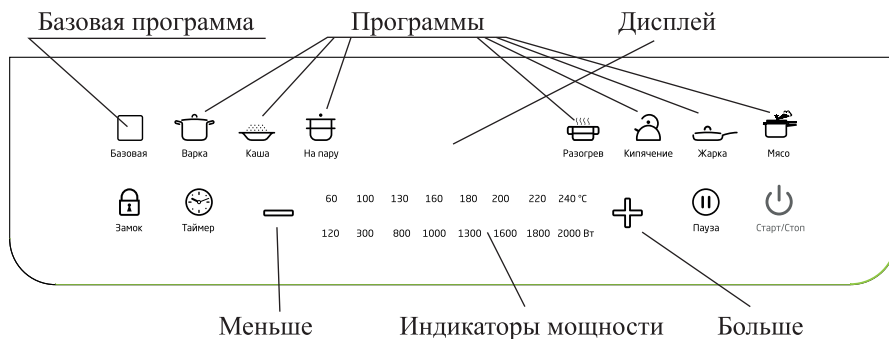 Базовая программа Программы Дисплей
Базовая Варка Каша На пару Разогрев Кипячение Жарка Мясо
60 100 130 160 180 200 220 240 °C
Замок Таймер Пауза Старт/Стоп
120 300 800 1000 1300 1600 1800 2000 Вт
Меньше Индикаторы мощности Больше